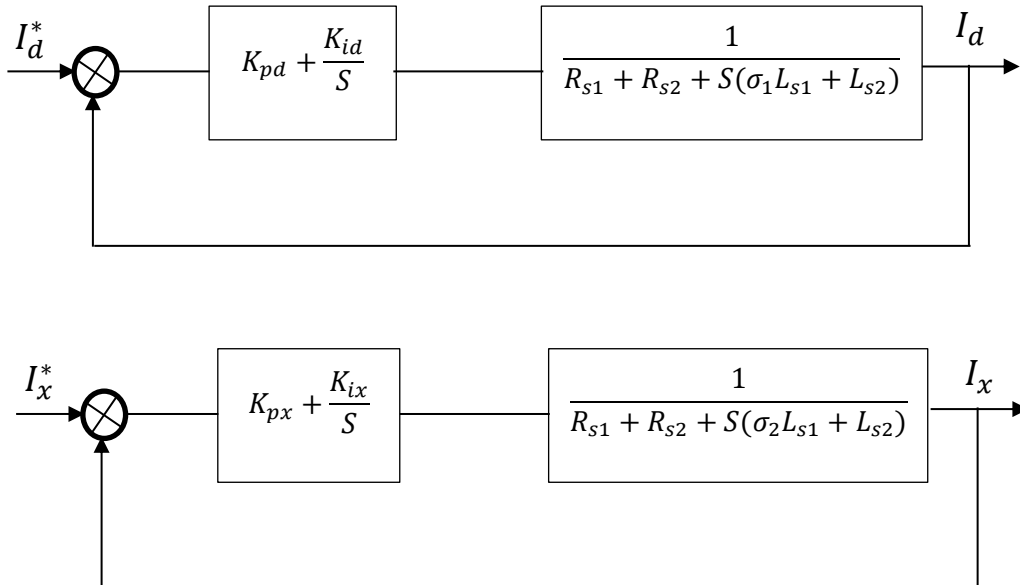 I_d^* K_{pd} + \frac{K_{id}}{S} \frac{1}{R_{s1} + R_{s2} + S(\sigma_1 L_{s1} + L_{s2})} I_d
I_x^* K_{px} + \frac{K_{ix}}{S} \frac{1}{R_{s1} + R_{s2} + S(\sigma_2 L_{s1} + L_{s2})} I_x